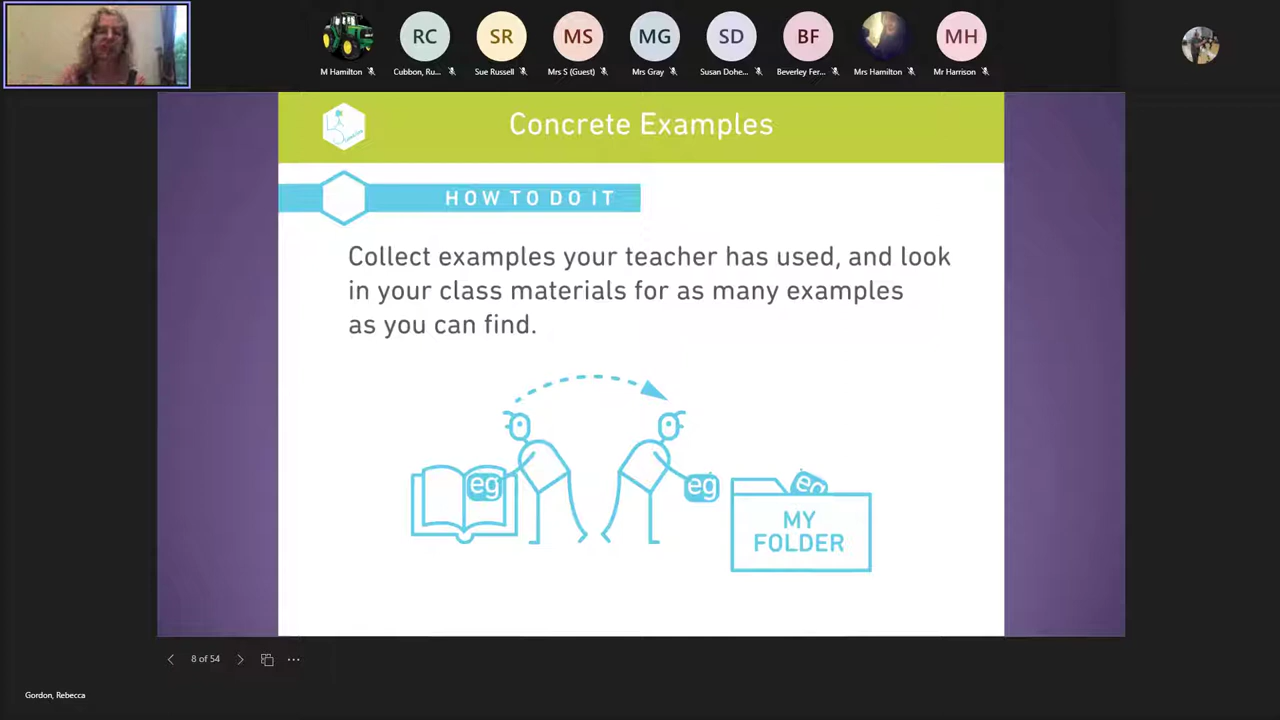 RC
SR
MS
MG
SD
BF
MH
M Hamilton
Cubbon, Ru...
Sue Russell
Mrs S (Guest)
Mrs Gray
Susan Dohe...
Beverley Fer...
Mrs Hamilton
Mr Harrison
Concrete Examples
HOW TO DO IT
Collect examples your teacher has used, and look
in your class materials for as many examples
as you can find.
eg
eg
eg
MY
FOLDER
8 of 54
Gordon, Rebecca